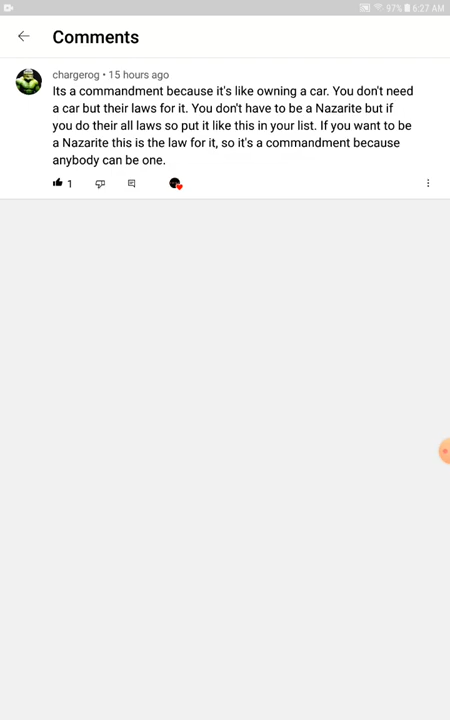 97% 6:27 AM
Comments
chargerog • 15 hours ago
Its a commandment because it's like owning a car. You don't need
a car but their laws for it. You don't have to be a Nazarite but if
you do their all laws so put it like this in your list. If you want to be
a Nazarite this is the law for it, so it's a commandment because
anybody can be one.
1